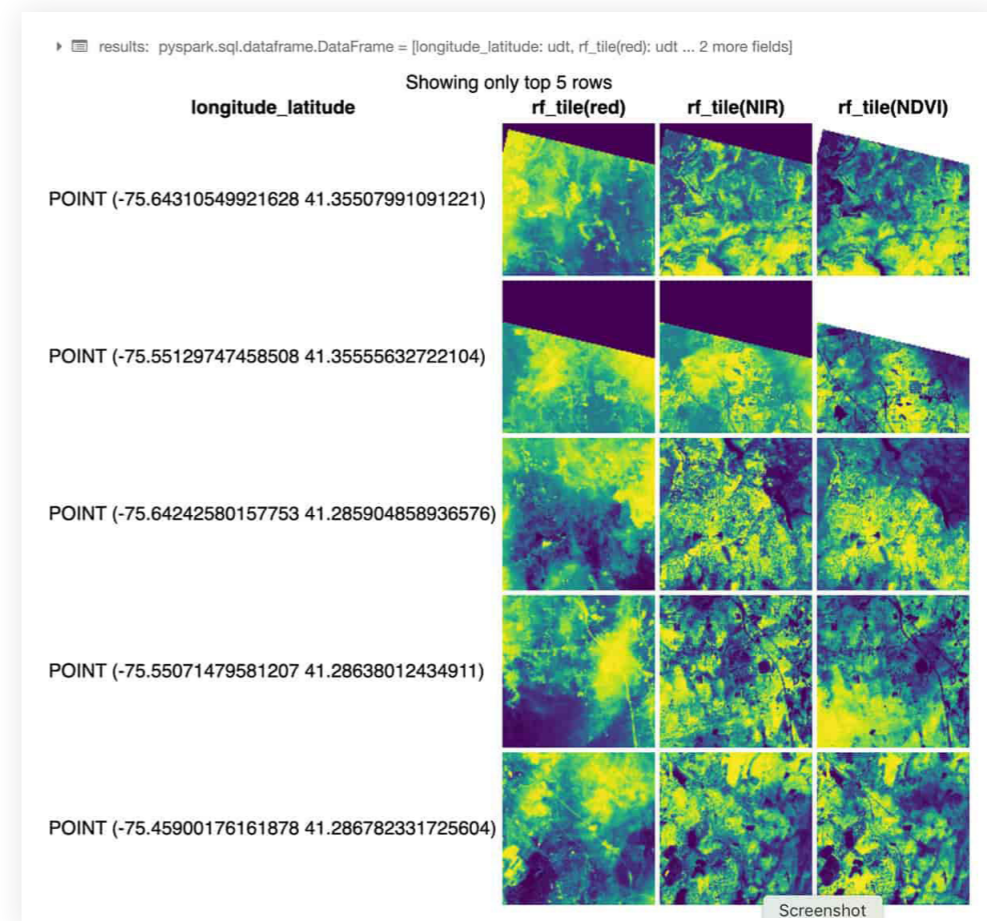 results: pyspark.sql.dataframe.DataFrame = [longitude_latitude: udt, rf_tile(red): udt ... 2 more fields]
Showing only top 5 rows
longitude_latitude rf_tile(red) rf_tile(NIR) rf_tile(NDVI)
POINT (-75.64310549921628 41.35507991091221)
POINT (-75.55129747458508 41.35555632722104)
POINT (-75.64242580157753 41.285904858936576)
POINT (-75.55071479581207 41.28638012434911)
POINT (-75.45900176161878 41.286782331725604)
Screenshot